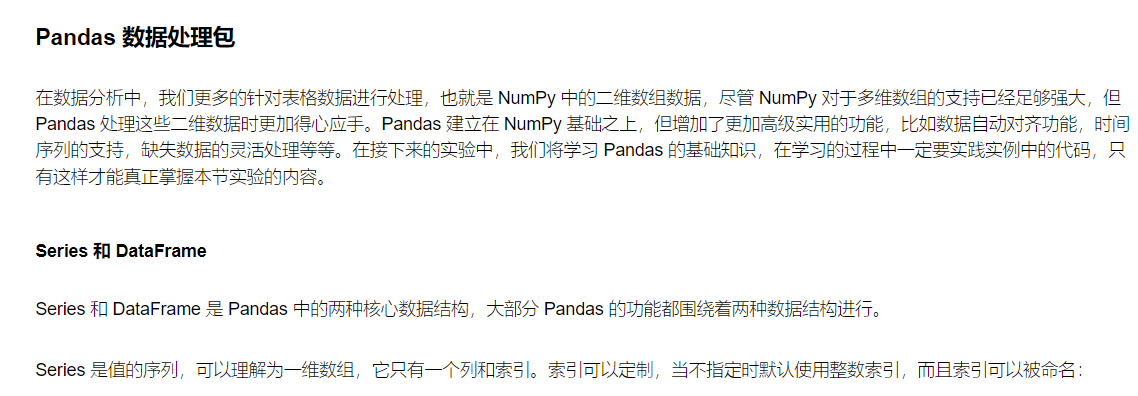 Pandas 数据处理包
在数据分析中，我们更多的针对表格数据进行处理，也就是 NumPy 中的二维数组数据，尽管 NumPy 对于多维数组的支持已经足够强大，但
Pandas 处理这些二维数据时更加得心应手。Pandas 建立在 NumPy 基础之上，但增加了更加高级实用的功能，比如数据自动对齐功能，时间
序列的支持，缺失数据的灵活处理等等。在接下来的实验中，我们将学习 Pandas 的基础知识，在学习的过程中一定要实践实例中的代码，只
有这样才能真正掌握本节实验的内容。
Series 和 DataFrame
Series 和 DataFrame 是 Pandas 中的两种核心数据结构，大部分 Pandas 的功能都围绕着两种数据结构进行。
Series 是值的序列，可以理解为一维数组，它只有一个列和索引。索引可以定制，当不指定时默认使用整数索引，而且索引可以被命名：